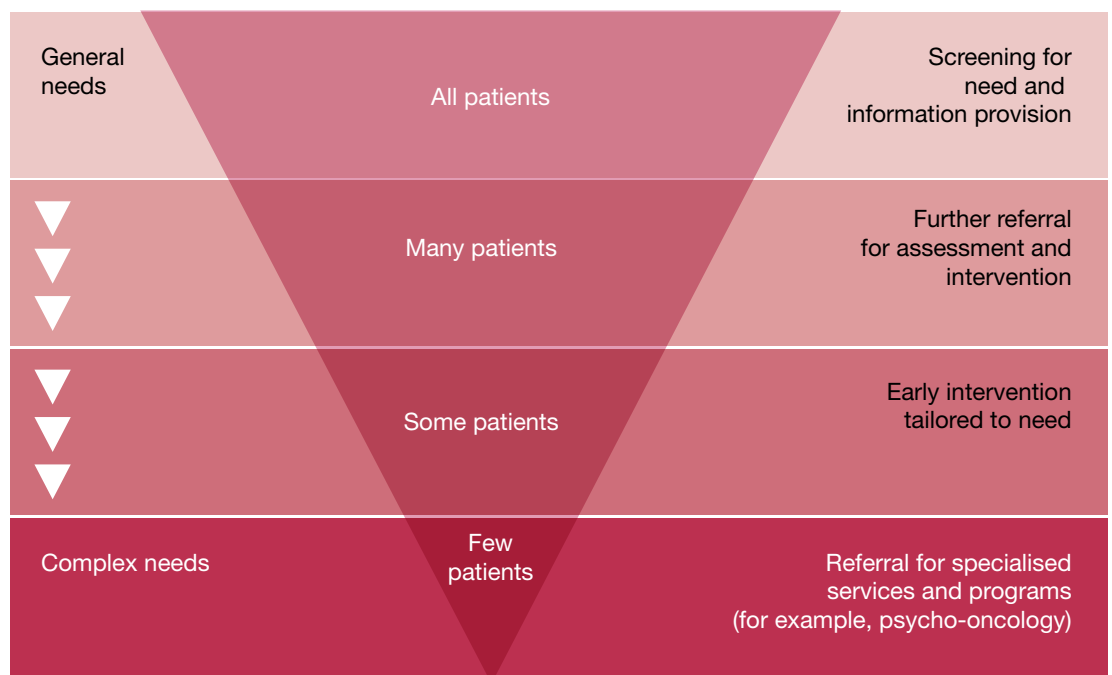 General
needs
All patients
Screening for
need and
information provision
Many patients
Further referral
for assessment and
intervention
Some patients
Early intervention
tailored to need
Complex needs
Few
patients
Referral for specialised
services and programs
(for example, psycho-oncology)